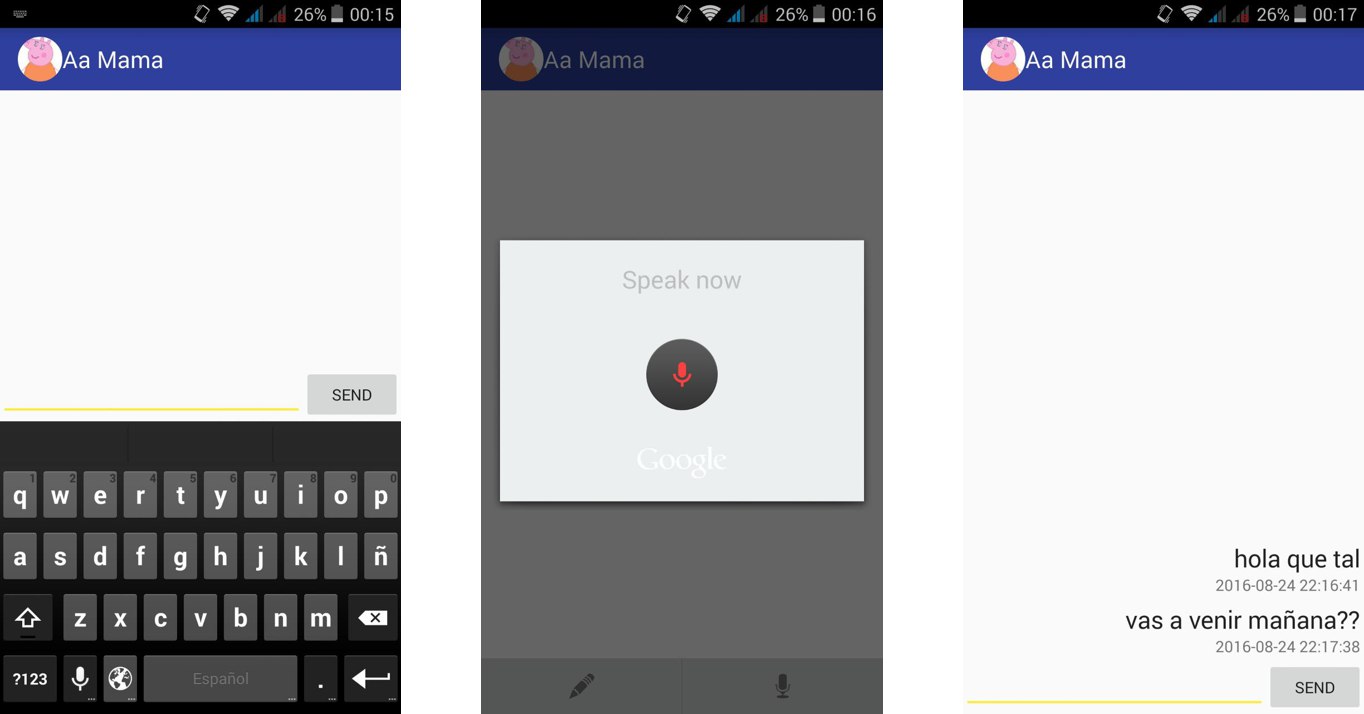 26% 00:15
Aa Mama
SEND
1 2 3 4 5 6 7 8 9 0
q w e r t y u i o p
a s d f g h j k l ñ
z x c v b n m
?123 Español .
26% 00:16
Aa Mama
Speak now
Google
26% 00:17
Aa Mama
hola que tal
2016-08-24 22:16:41
vas a venir mañana??
2016-08-24 22:17:38
SEND